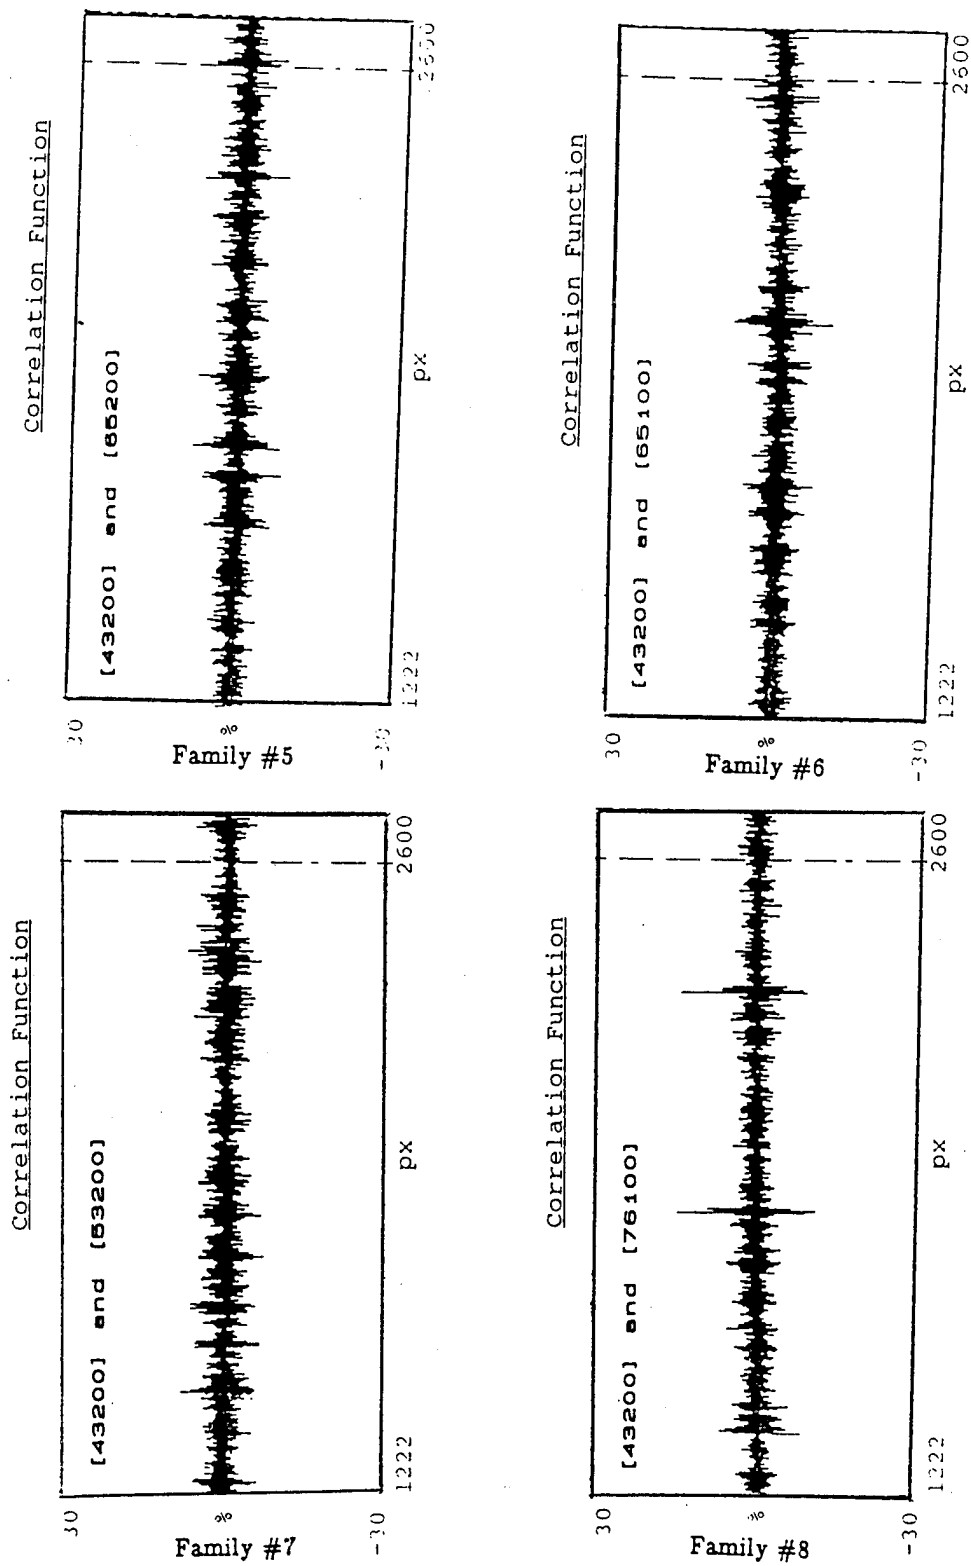 Correlation Function
[43200] and [65200]
30
%
-30
1222
px
2600
Family #5
Correlation Function
[43200] and [65100]
30
%
-30
1222
px
2600
Family #6
Correlation Function
[43200] and [53200]
30
%
-30
1222
px
2600
Family #7
Correlation Function
[43200] and [76100]
30
%
-30
1222
px
2600
Family #8